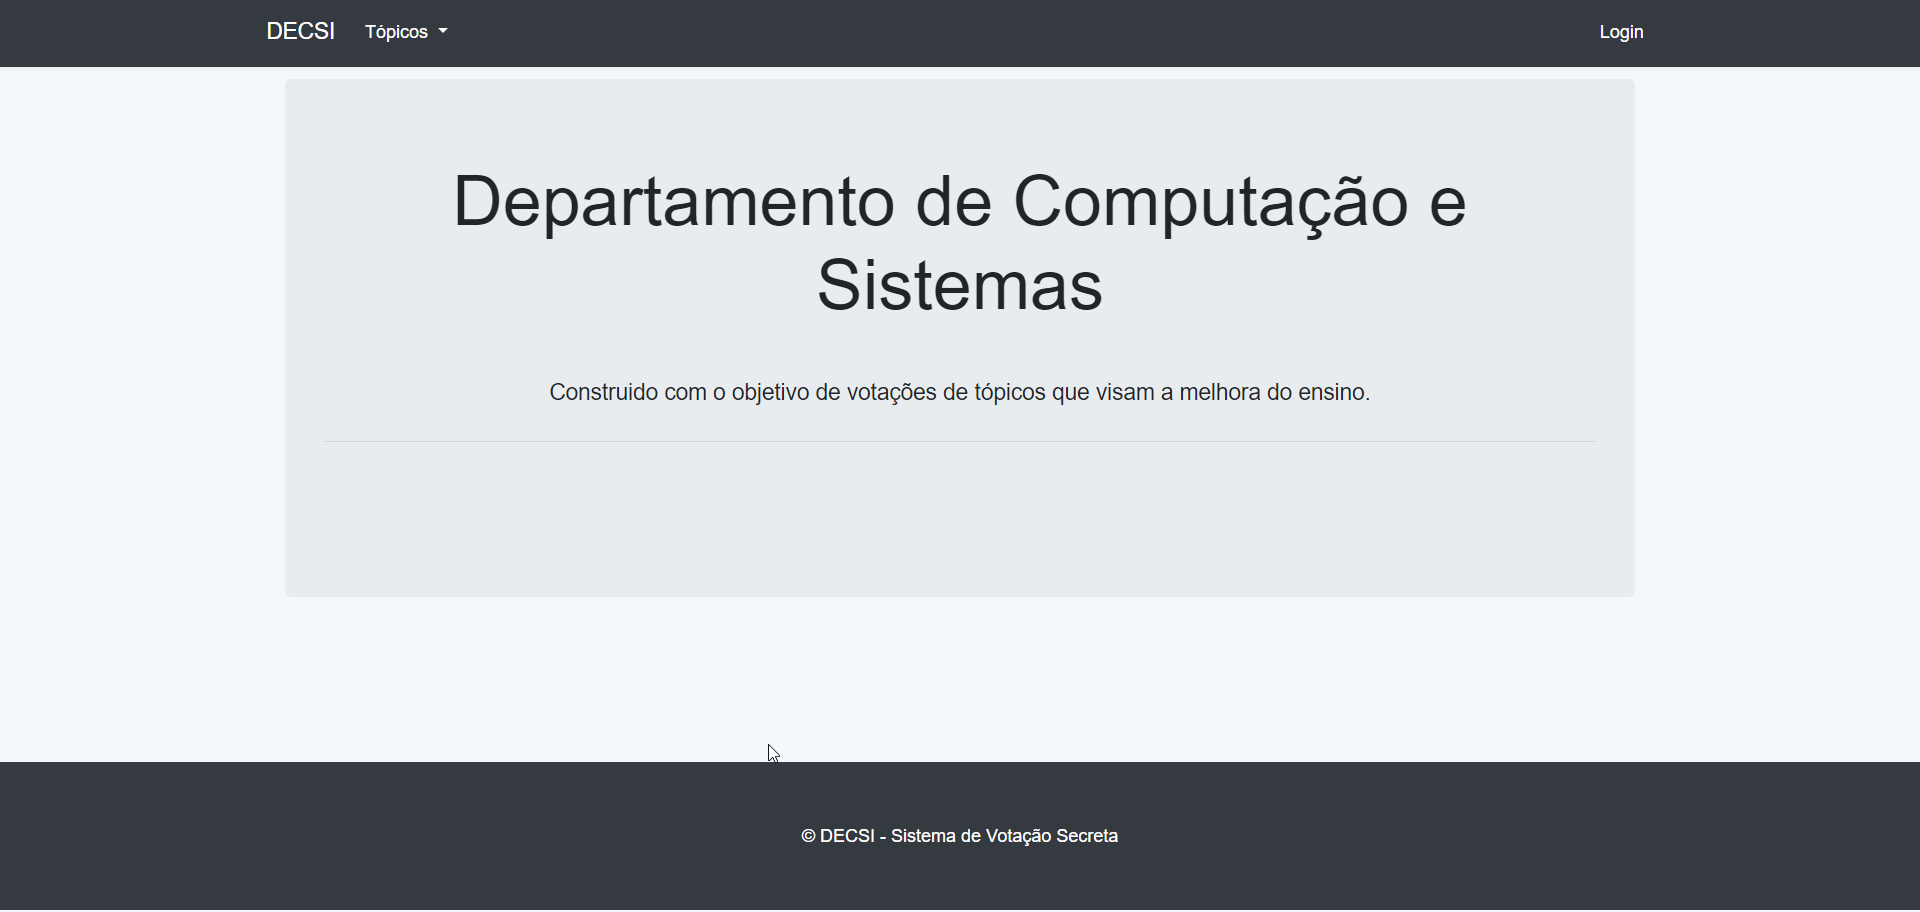 DECSI
Tópicos
Login
Departamento de Computação e
Sistemas
Construido com o objetivo de votações de tópicos que visam a melhora do ensino.
© DECSI - Sistema de Votação Secreta